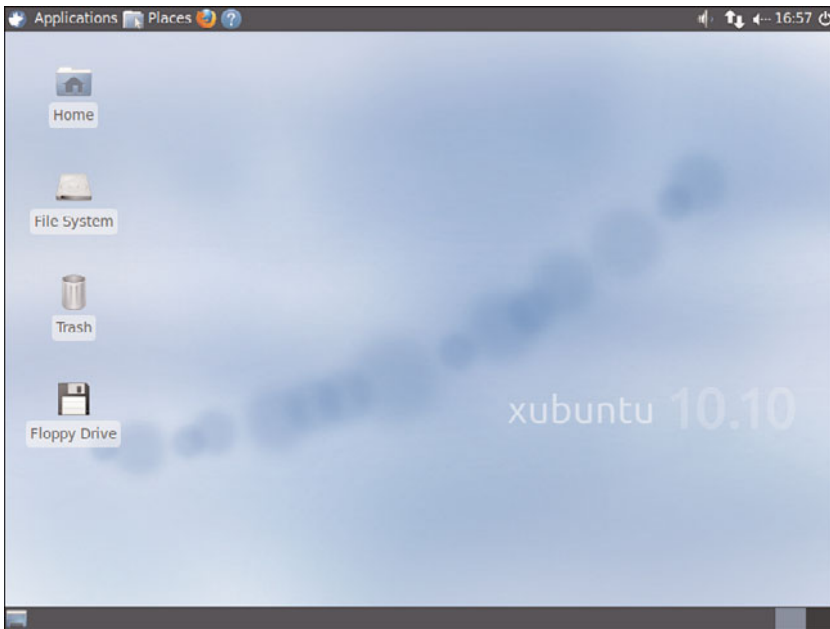 Applications Places 16:57
Home
File System
Trash
Floppy Drive
xubuntu 10.10